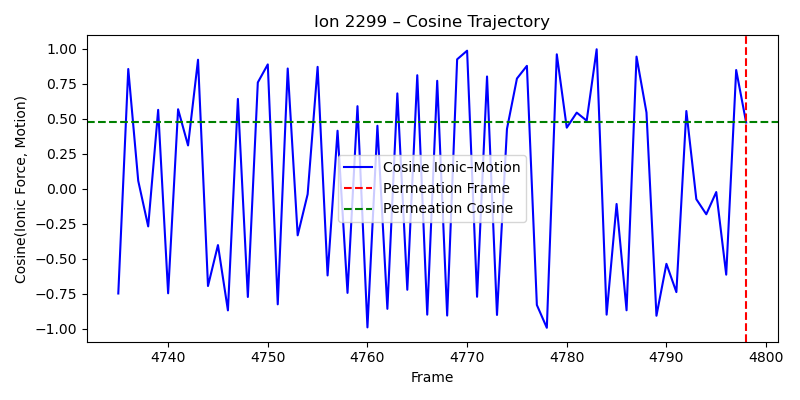 Ion 2299 – Cosine Trajectory
Cosine(Ionic Force, Motion)
1.00
0.75
0.50
0.25
0.00
−0.25
−0.50
−0.75
−1.00
Cosine Ionic–Motion
Permeation Frame
Permeation Cosine
4740 4750 4760 4770 4780 4790 4800
Frame